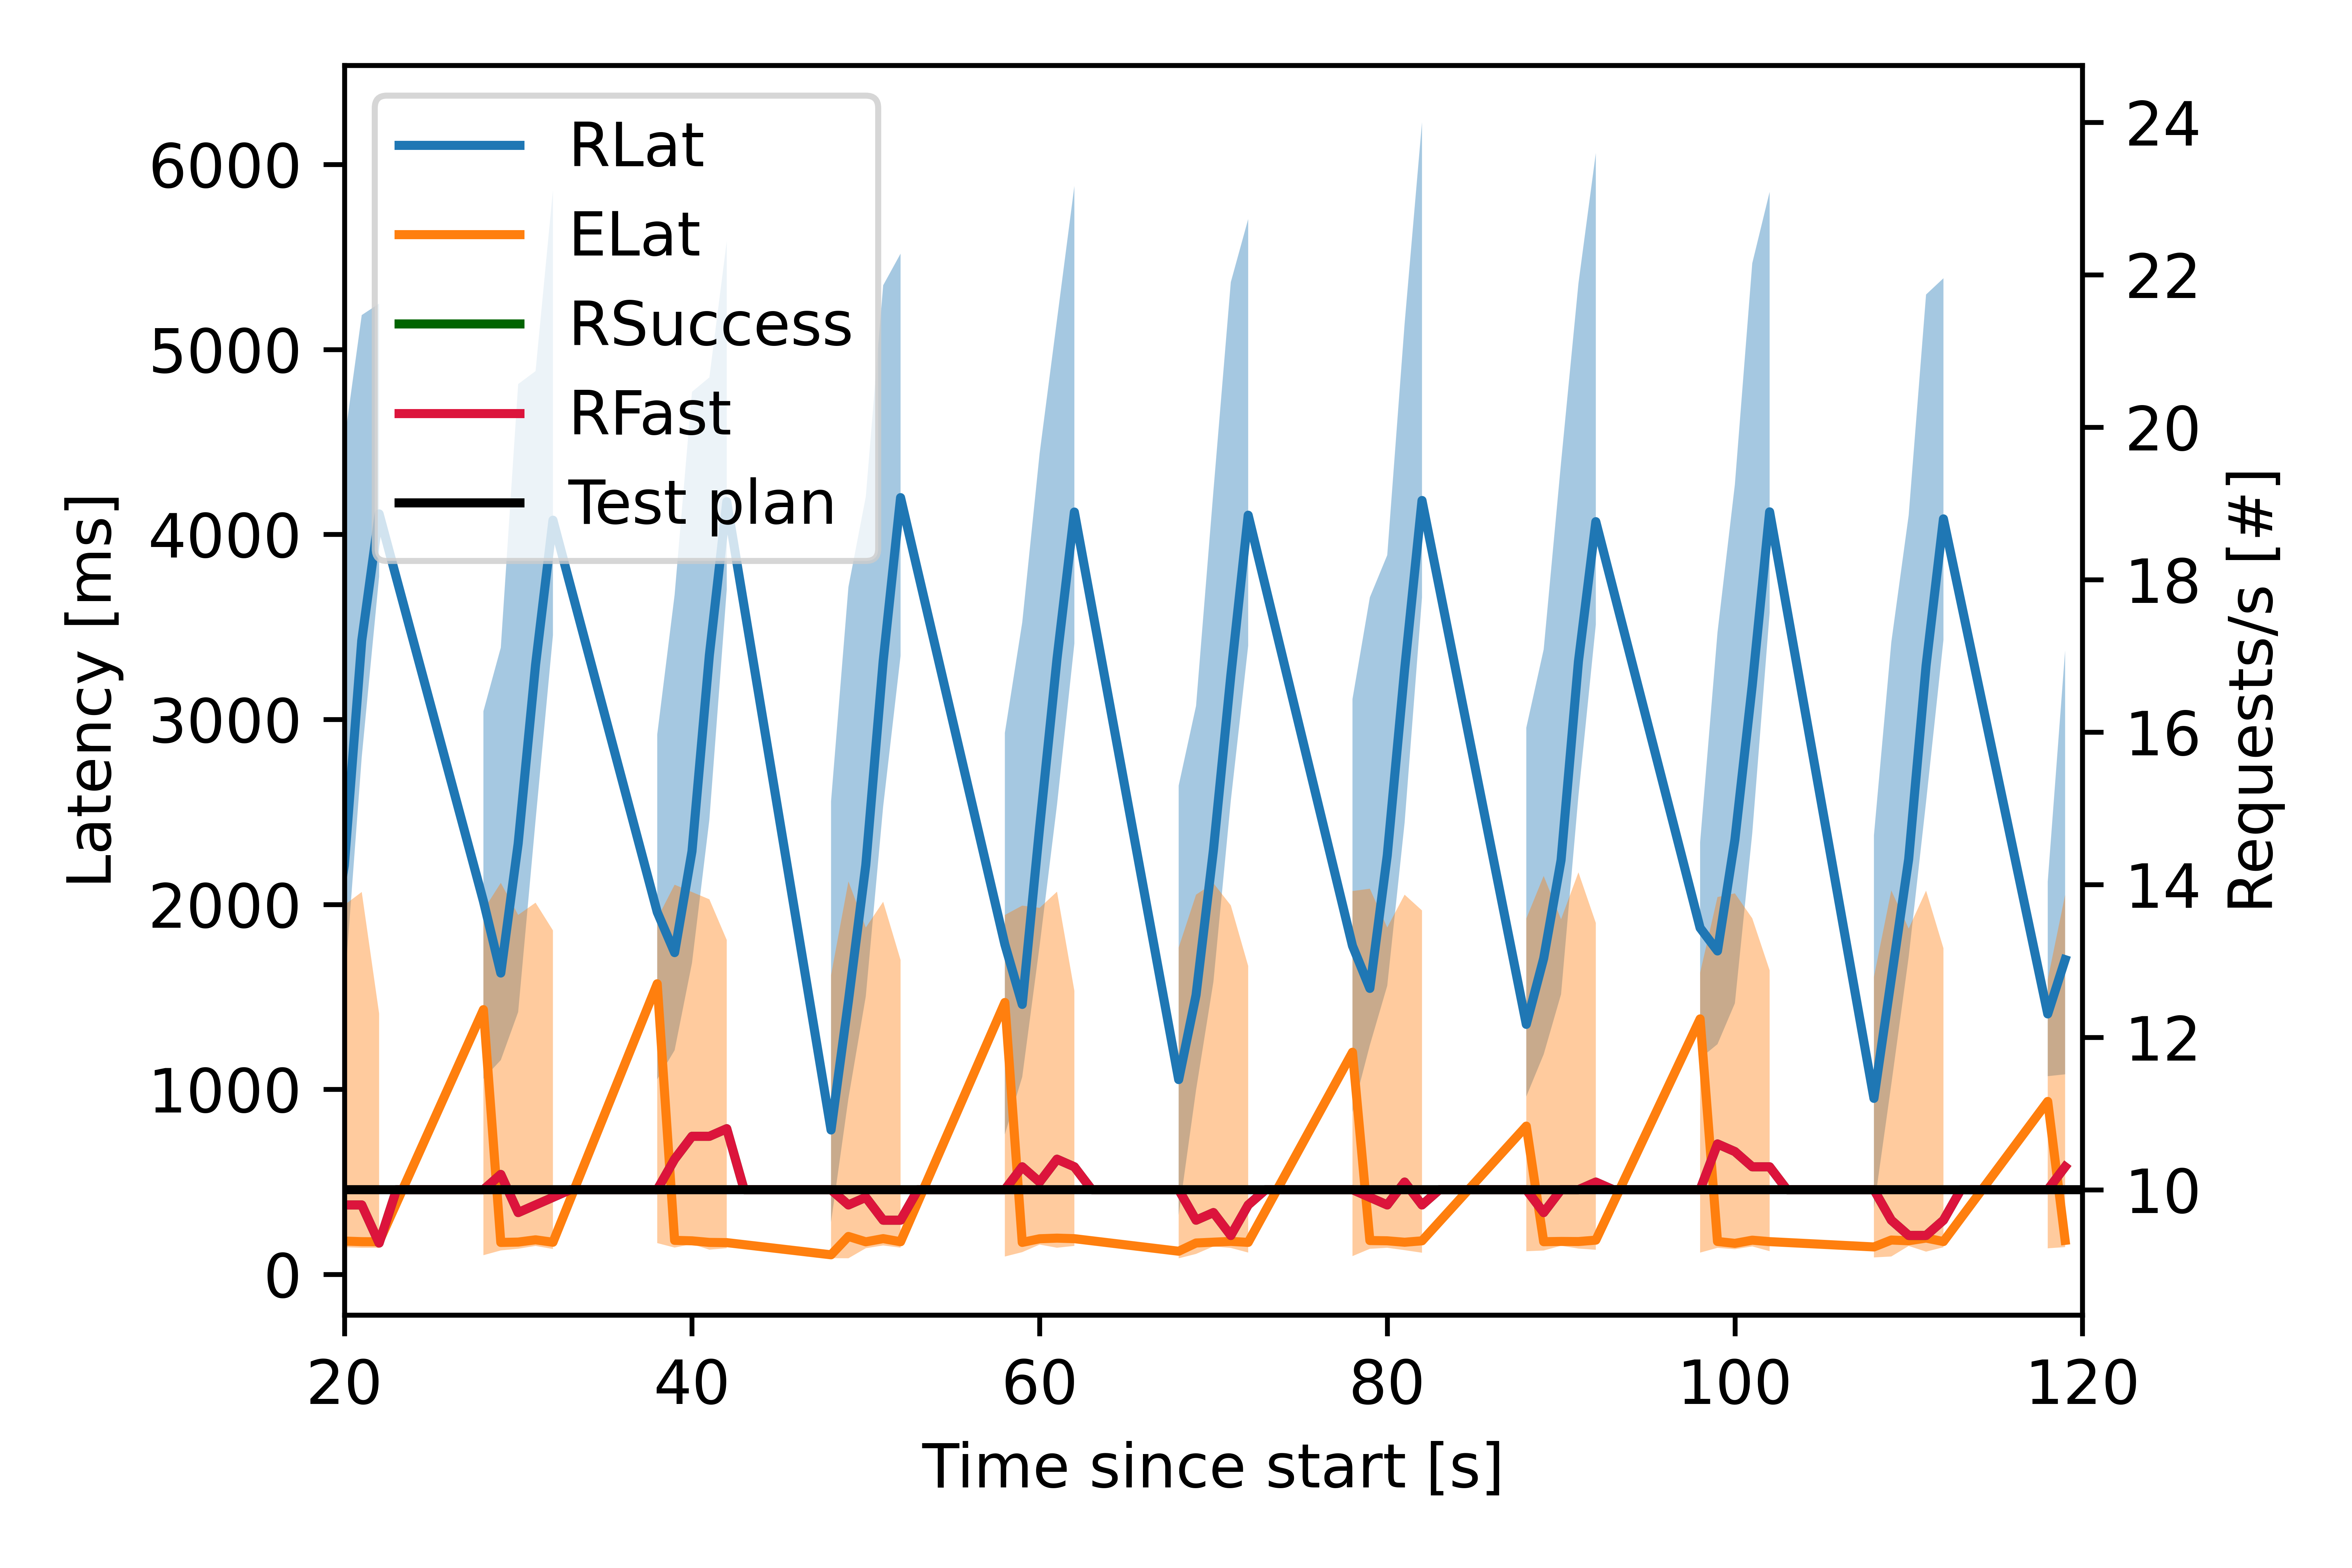 RLat
ELat
RSuccess
RFast
Test plan
6000
5000
4000
3000
2000
1000
0
Latency [ms]
24
22
20
18
16
14
12
10
Requests/s [#]
20
40
60
80
100
120
Time since start [s]